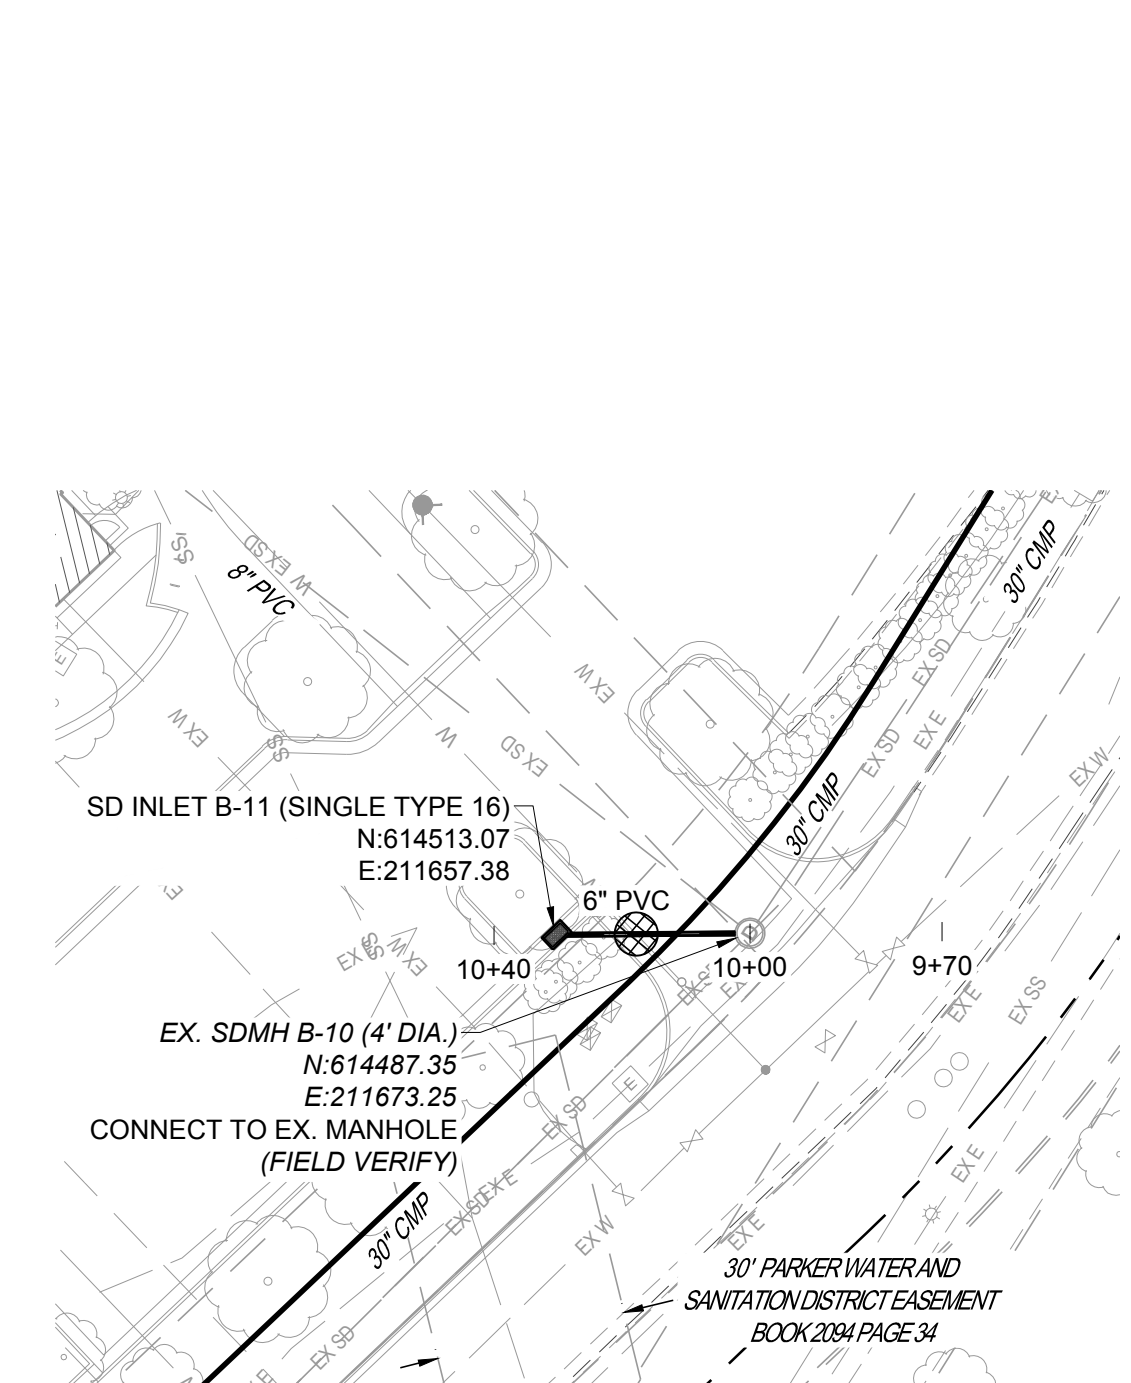 30" CMP
SS
EX SD
W
EX W
8" PVC
E
EX SD
EX W
EX E
EX W
SS
W
EX SD
EX SD
EX W
30" CMP
SD INLET B-11 (SINGLE TYPE 16)
N:614513.07
E:211657.38
6" PVC
EX E
SS
EX W
10+40
10+00
9+70
EX E
EX SS
EX. SDMH B-10 (4' DIA.)
N:614487.35
E:211673.25
CONNECT TO EX. MANHOLE
(FIELD VERIFY)
E
EX SD
EX E
EX SD
EX E
30" CMP
EX W
EX E
30' PARKER WATER AND
SANITATION DISTRICT EASEMENT
BOOK 2094 PAGE 34
EX SD